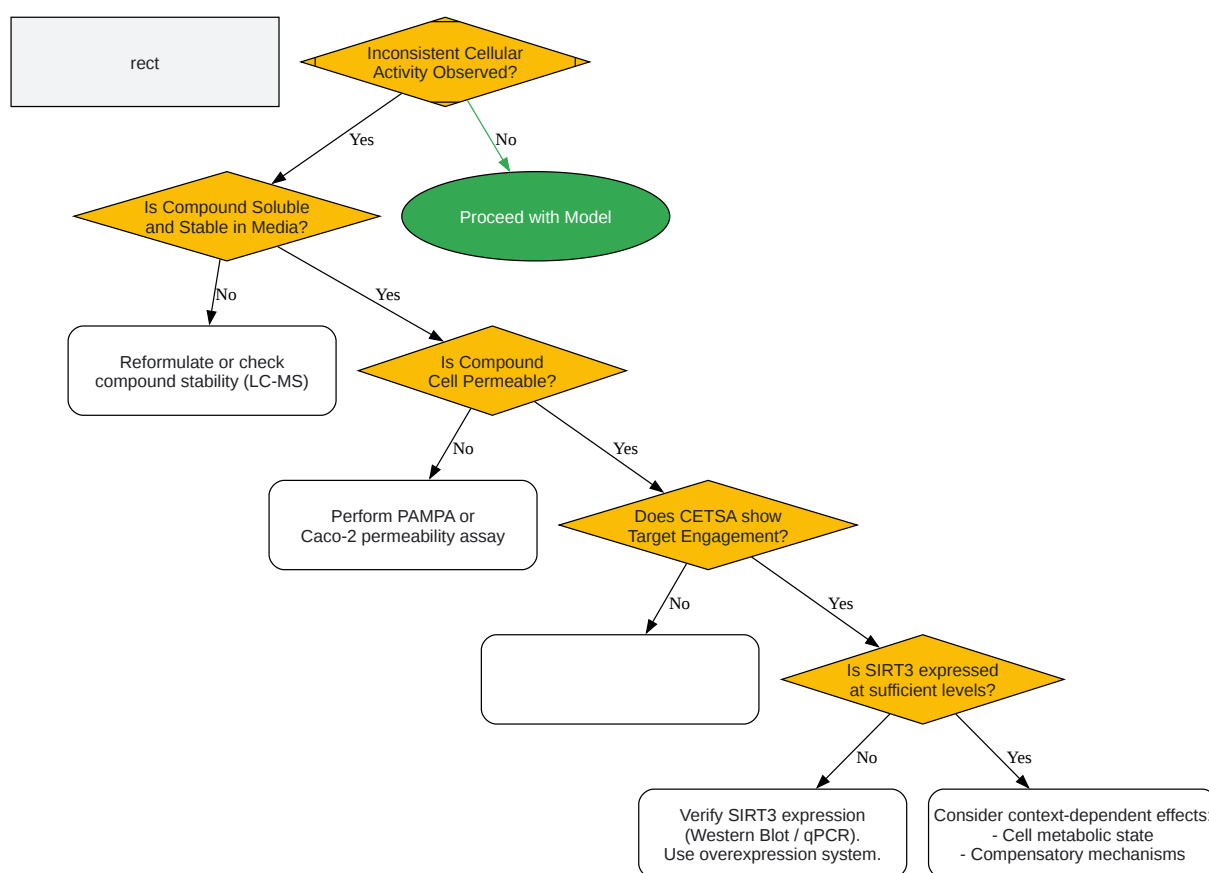 rect
Inconsistent Cellular
Activity Observed?
Yes
No
Is Compound Soluble
and Stable in Media?
Proceed with Model
No
Yes
Reformulate or check
compound stability (LC-MS)
Is Compound
Cell Permeable?
No
Yes
Perform PAMPA or
Caco-2 permeability assay
Does CETSA show
Target Engagement?
No
Yes
Is SIRT3 expressed
at sufficient levels?
No
Yes
Verify SIRT3 expression
(Western Blot / qPCR).
Use overexpression system.
Consider context-dependent effects:
- Cell metabolic state
- Compensatory mechanisms